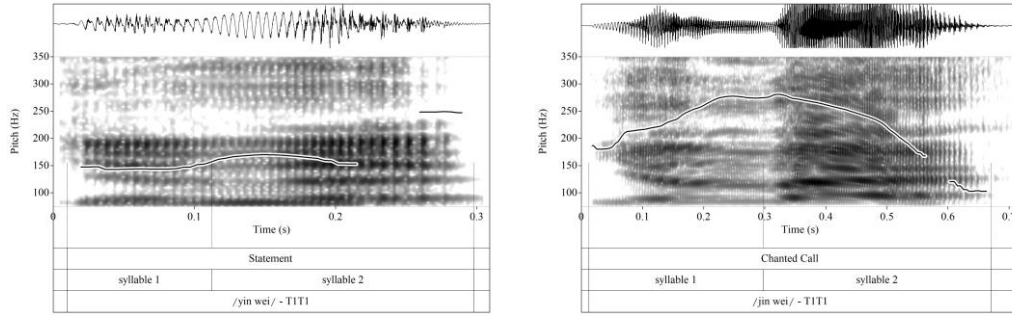 350
300
250
200
150
100
Pitch (Hz)
0 0.1 0.2 0.3
Time (s)
Statement
syllable 1 syllable 2
/yin wei/ - T1T1
350
300
250
200
150
100
Pitch (Hz)
0 0.1 0.2 0.3 0.4 0.5 0.6 0.7
Time (s)
Chanted Call
syllable 1 syllable 2
/jin wei/ - T1T1